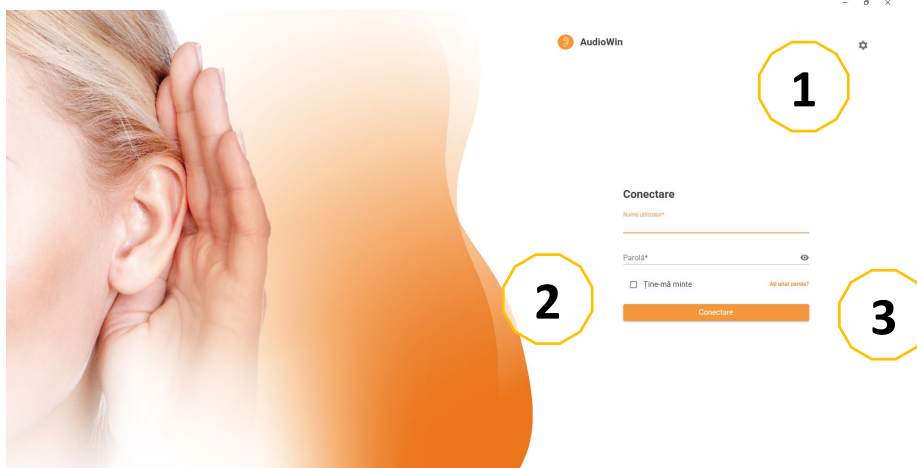 AudioWin
1
Conectare
Nume utilizator*
Parolă*
Ține-mă minte
Ați uitat parola?
Conectare
2
3